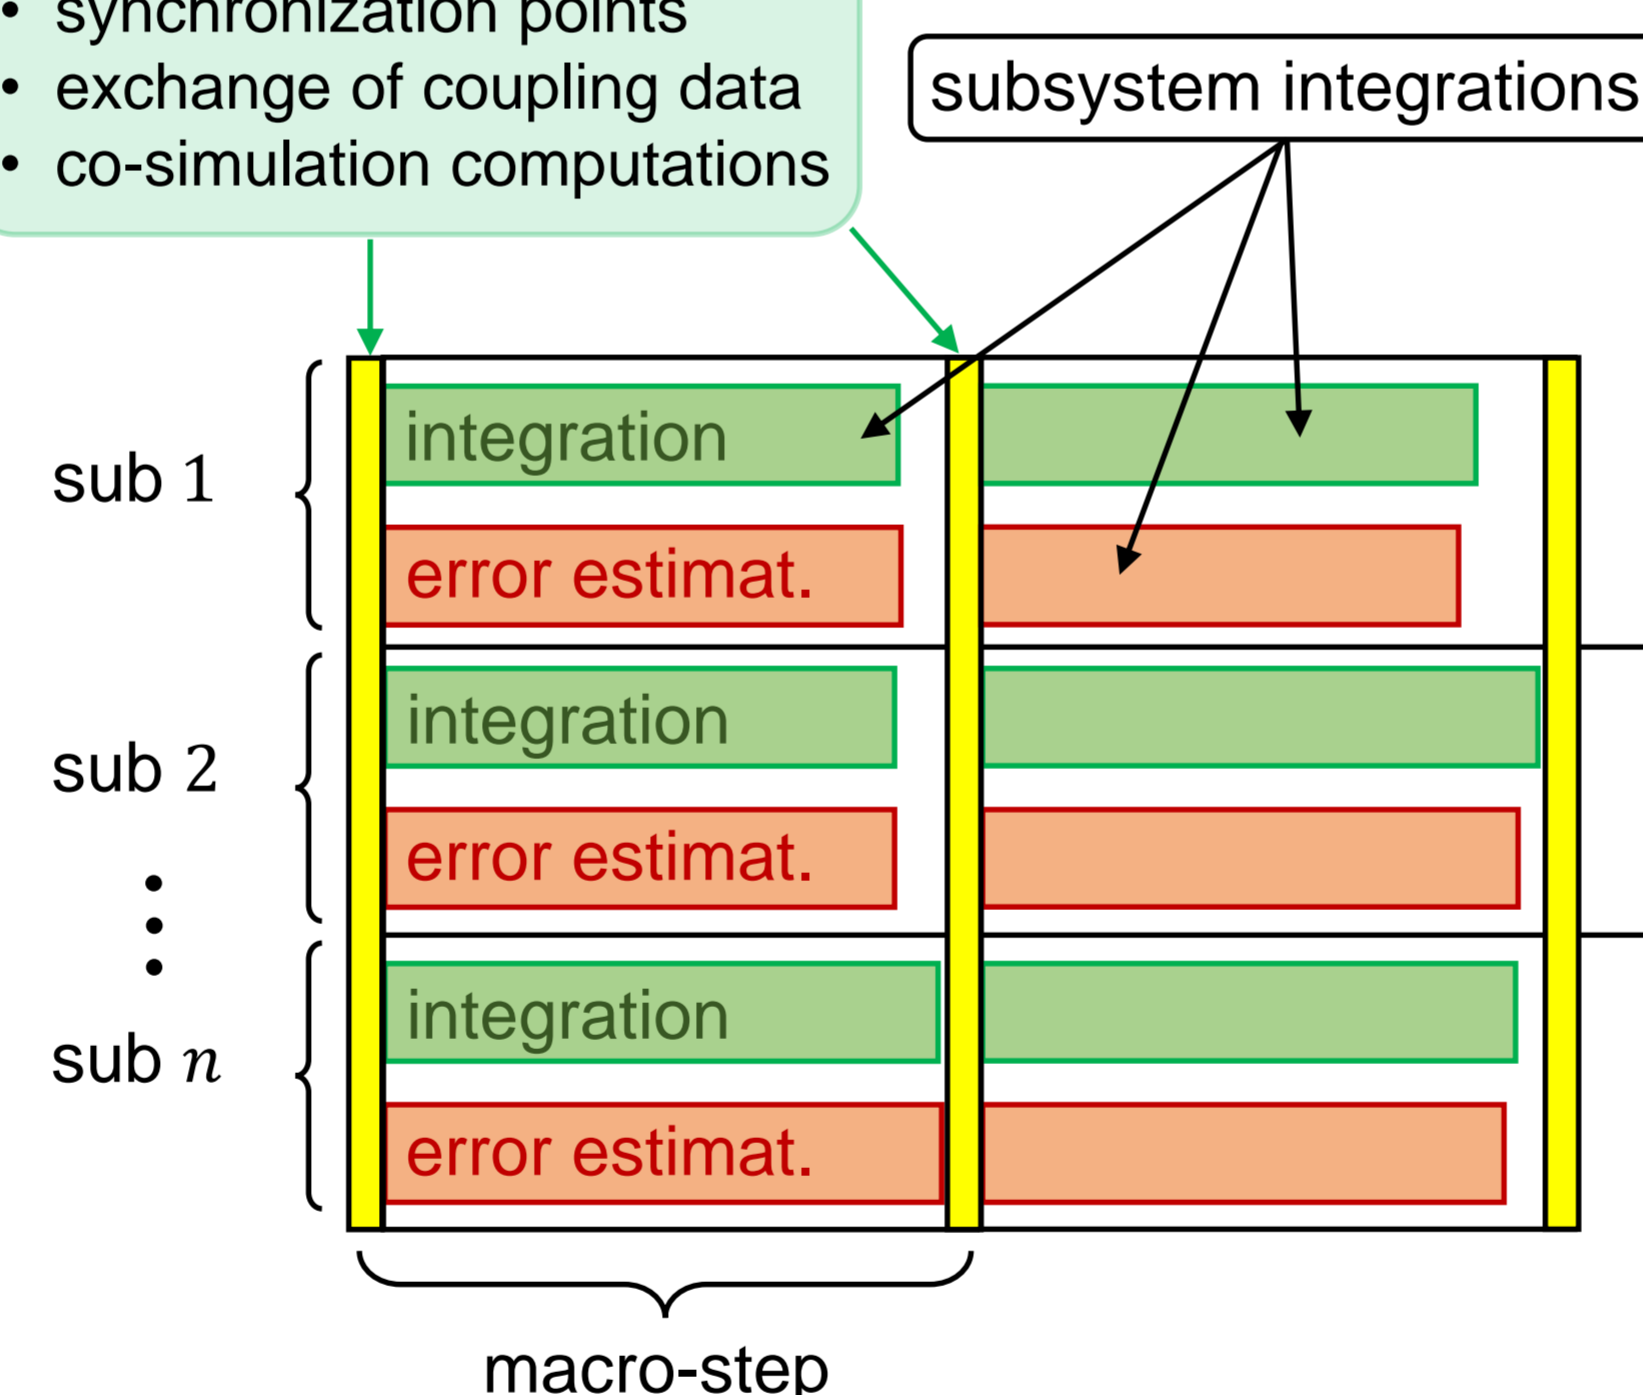 • synchronization points
• exchange of coupling data
• co-simulation computations
subsystem integrations
sub 1
integration
error estimat.
sub 2
integration
error estimat.
sub n
integration
error estimat.
macro-step